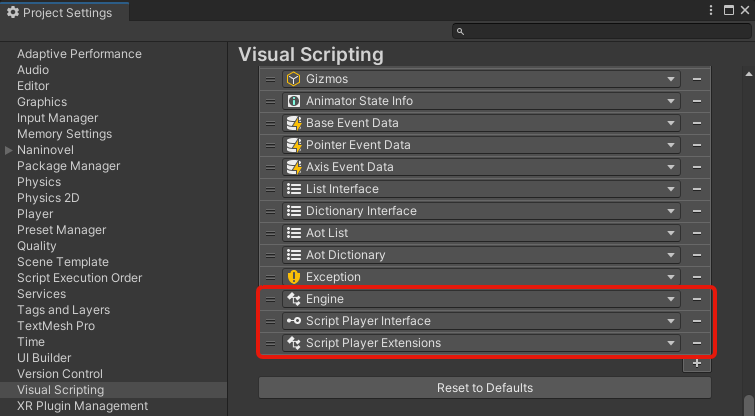 Project Settings
Adaptive Performance
Audio
Editor
Graphics
Input Manager
Memory Settings
Naninovel
Package Manager
Physics
Physics 2D
Player
Preset Manager
Quality
Scene Template
Script Execution Order
Services
Tags and Layers
TextMesh Pro
Time
UI Builder
Version Control
Visual Scripting
XR Plugin Management
Visual Scripting
Gizmos
Animator State Info
Base Event Data
Pointer Event Data
Axis Event Data
List Interface
Dictionary Interface
Aot List
Aot Dictionary
Exception
Engine
Script Player Interface
Script Player Extensions
Reset to Defaults